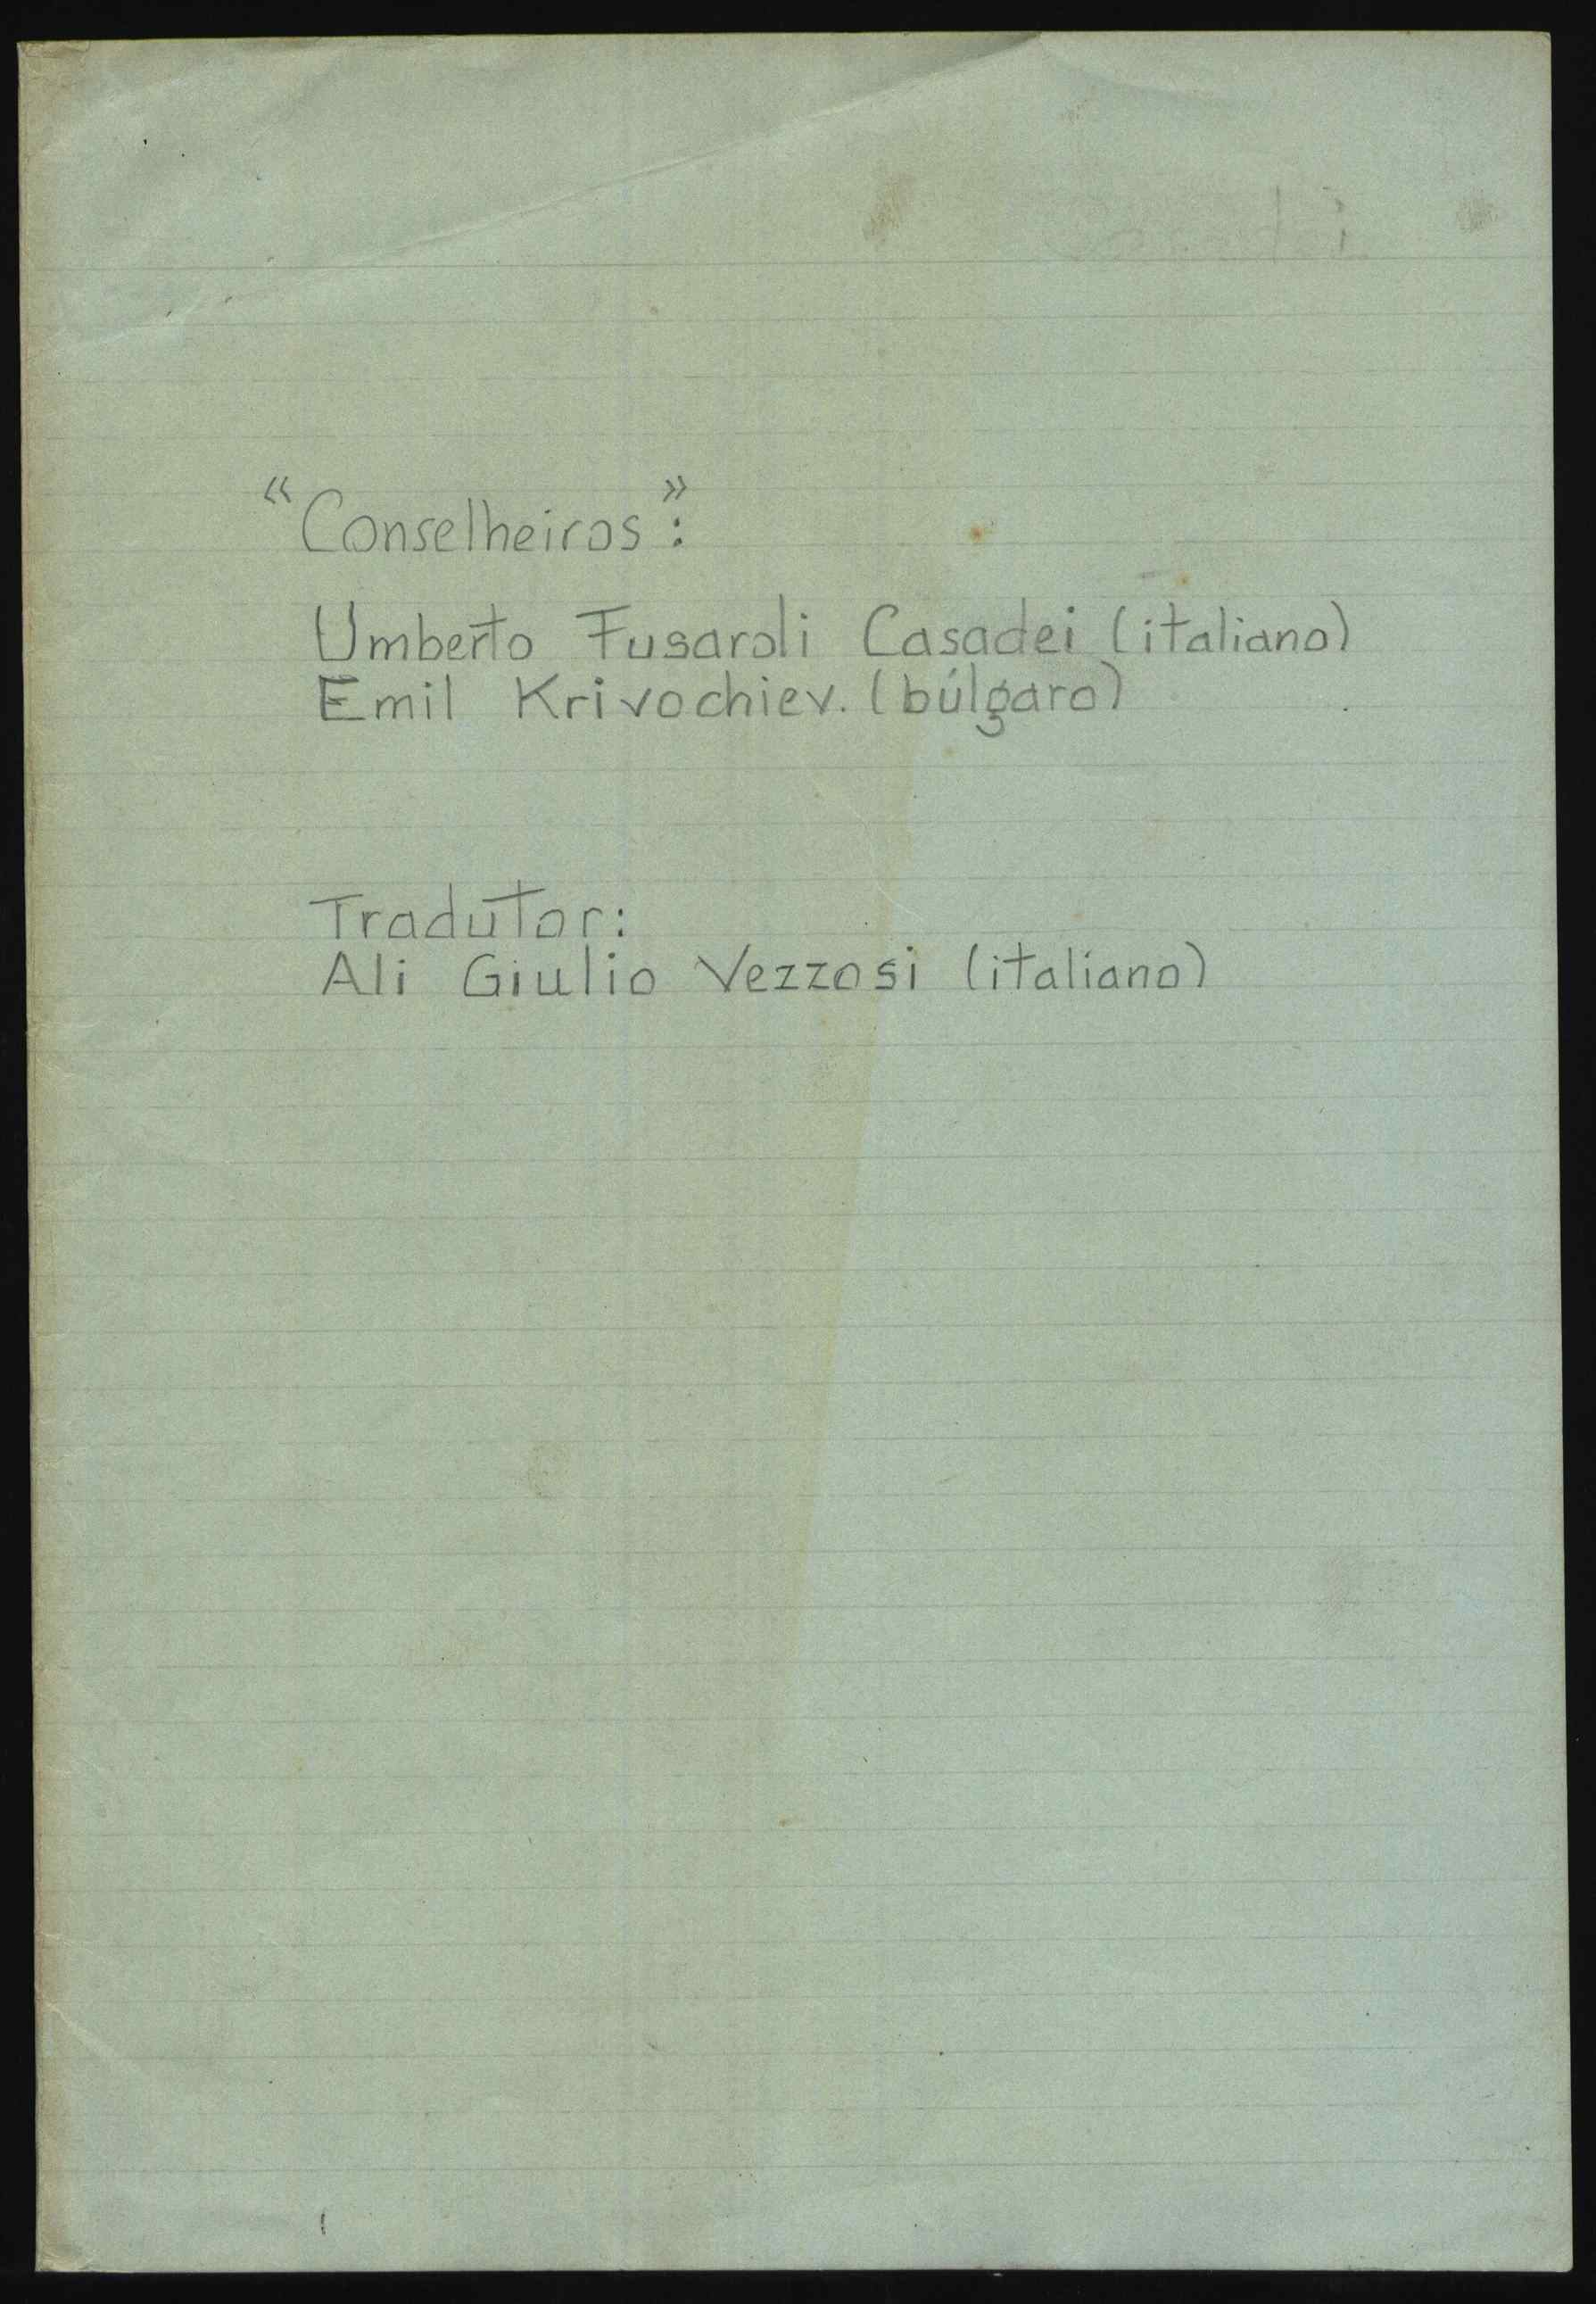 "Conselheiros":
Umberto Fusaroli Casadei (italiano)
Emil Krivochiev. (búlgaro)
Tradutor:
Ali Giulio Vezzosi (italiano)